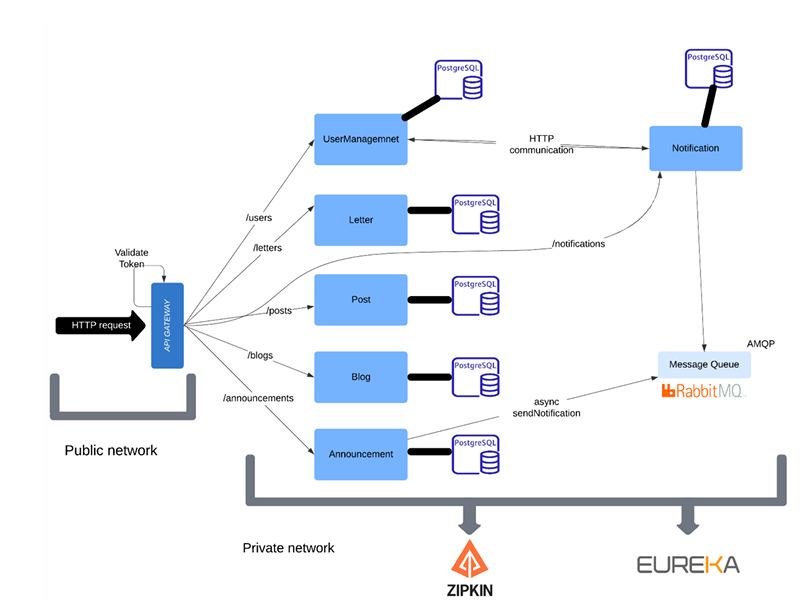 PostgreSQL
PostgreSQL
UserManagemnet
HTTP
communication
Notification
PostgreSQL
Letter
/users
/letters
/notifications
Validate
Token
PostgreSQL
Post
/posts
HTTP request
API GATEWAY
AMQP
/blogs
PostgreSQL
Blog
Message Queue
RabbitMQ
/announcements
async
sendNotification
PostgreSQL
Announcement
Public network
Private network
ZIPKIN
EUREKA